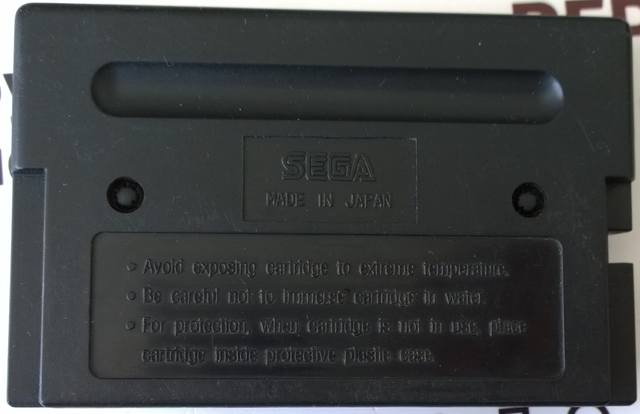 SEGA
MADE IN JAPAN
• Avoid exposing cartridge to extreme temperature.
• Be careful not to immerse cartridge in water.
• For protection, when cartridge is not in use, place
cartridge inside protective plastic case.